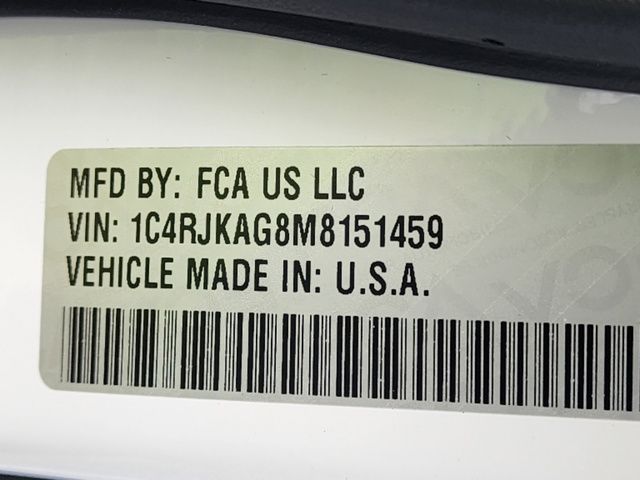 MFD BY: FCA US LLC
VIN: 1C4RJKAG8M8151459
VEHICLE MADE IN: U.S.A.